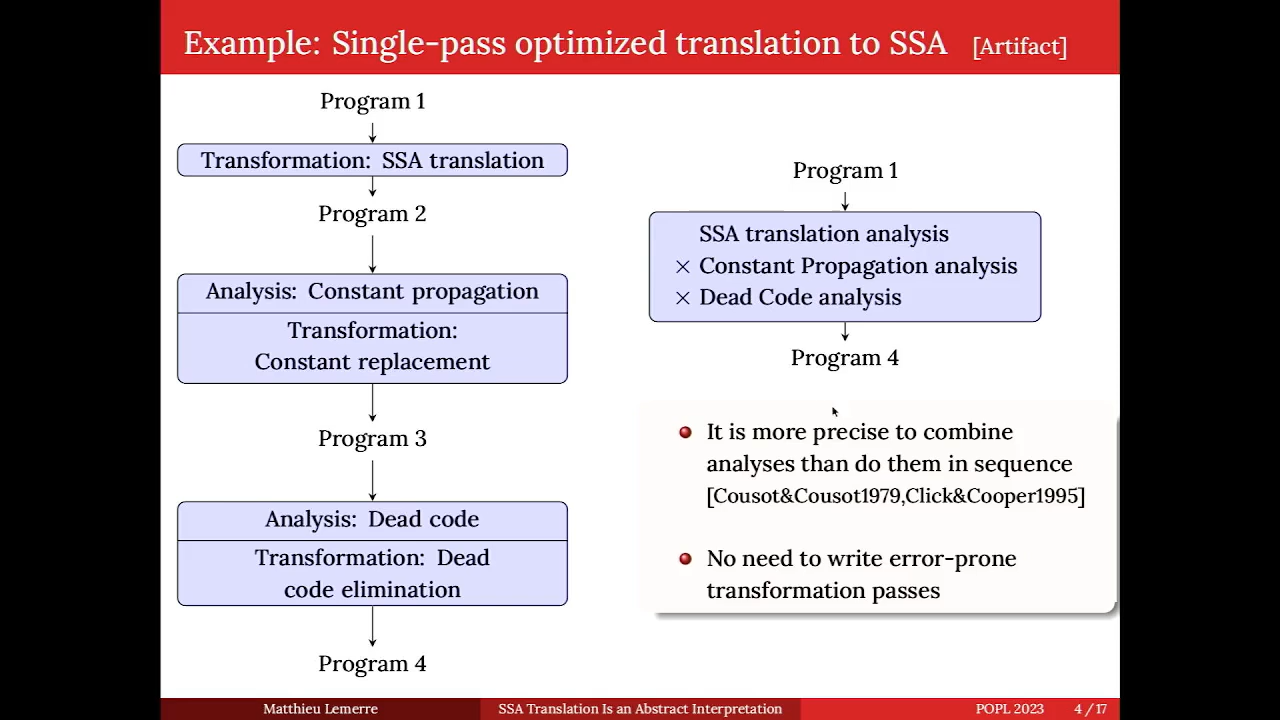 Example: Single-pass optimized translation to SSA [Artifact]
Program 1
Transformation: SSA translation
Program 2
Analysis: Constant propagation
Transformation:
Constant replacement
Program 3
Analysis: Dead code
Transformation: Dead
code elimination
Program 4
Program 1
SSA translation analysis
× Constant Propagation analysis
× Dead Code analysis
Program 4
It is more precise to combine
analyses than do them in sequence
[Cousot&Cousot1979,Click&Cooper1995]
No need to write error-prone
transformation passes
Matthieu Lemerre SSA Translation Is an Abstract Interpretation POPL 2023 4 / 17